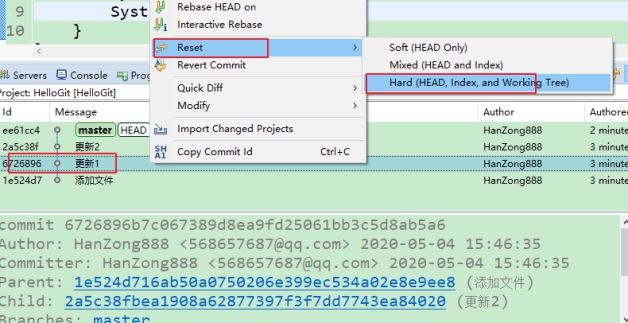 Rebase HEAD on
9 Syst
Interactive Rebase
10 }
Reset
Soft (HEAD Only)
Revert Commit
Mixed (HEAD and Index)
Servers Console Prog
Quick Diff
Hard (HEAD, Index, and Working Tree)
Project: HelloGit [HelloGit]
Modify
Id Message Author Authored
Import Changed Projects
ee61cc4 master HEAD HanZong888 2 minute
2a5c38f 更新2 HanZong888 3 minute
Copy Commit Id Ctrl+C
6726896 更新1 HanZong888 3 minute
1e524d7 添加文件 HanZong888 3 minute
commit 6726896b7c067389d8ea9fd25061bb3c5d8ab5a6
Author: HanZong888 <568657687@qq.com> 2020-05-04 15:46:35
Committer: HanZong888 <568657687@qq.com> 2020-05-04 15:46:35
Parent: 1e524d716ab50a0750206e399ec534a02e8e9ee8 (添加文件)
Child: 2a5c38fbea1908a62877397f3f7dd7743ea84020 (更新2)
Branches: master